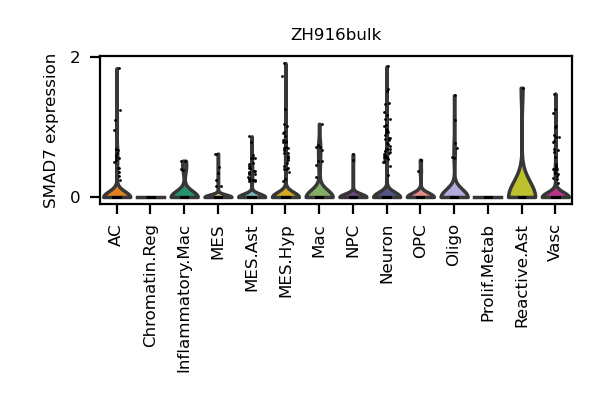 ZH916bulk
SMAD7 expression
2
0
AC
Chromatin.Reg
Inflammatory.Mac
MES
MES.Ast
MES.Hyp
Mac
NPC
Neuron
OPC
Oligo
Prolif.Metab
Reactive.Ast
Vasc